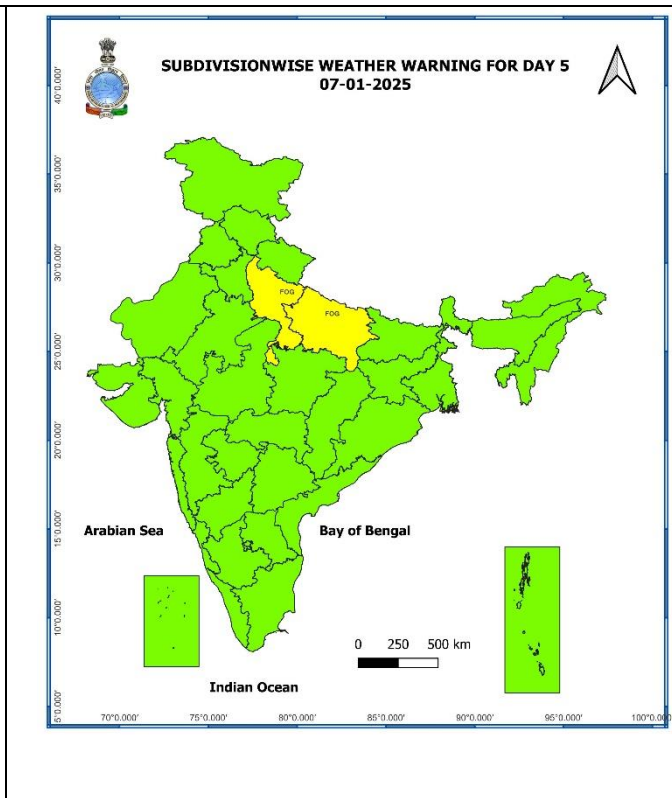 SUBDIVISIONWISE WEATHER WARNING FOR DAY 5
07-01-2025
40°0.000'
35°0.000'
30°0.000'
FOG
FOG
25°0.000'
20°0.000'
15°0.000'
Arabian Sea
Bay of Bengal
10°0.000'
0 250 500 km
Indian Ocean
5°0.000'
70°0.000' 75°0.000' 80°0.000' 85°0.000' 90°0.000' 95°0.000' 100°0.000'